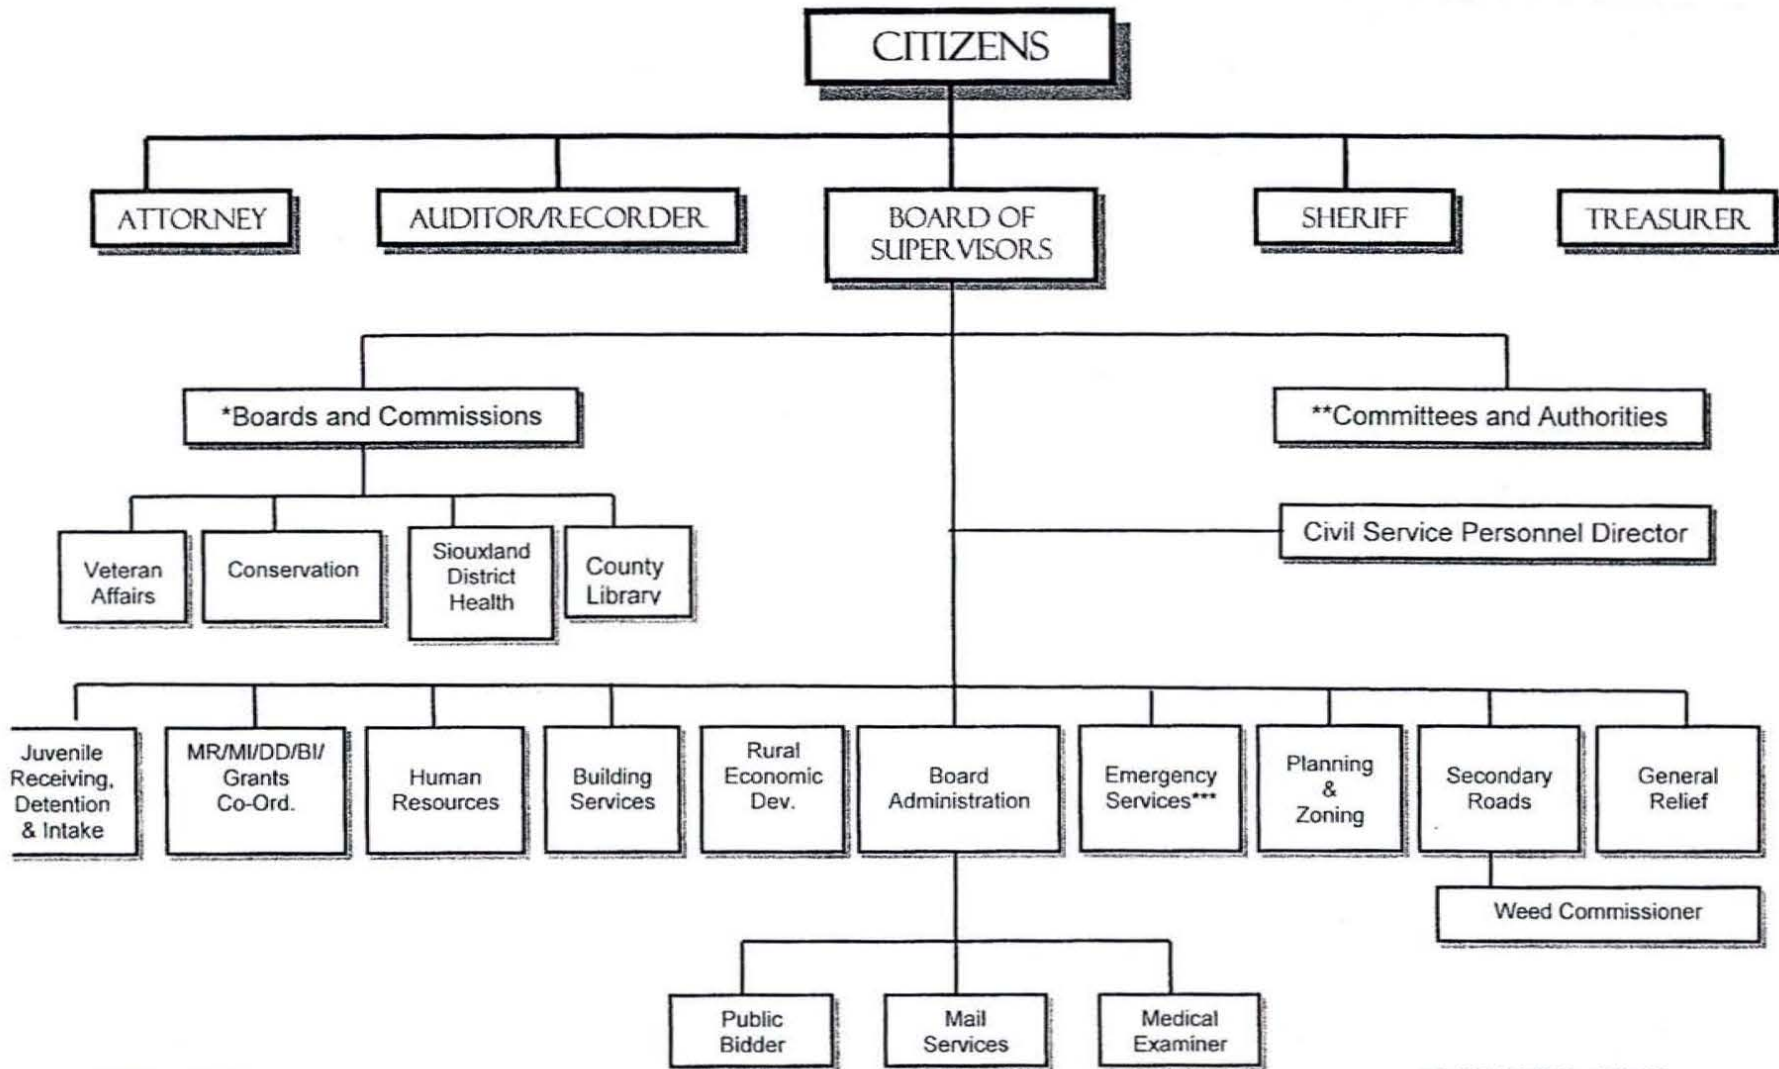 CITIZENS
ATTORNEY
AUDITOR/RECORDER
BOARD OF
SUPERVISORS
SHERIFF
TREASURER
*Boards and Commissions
**Committees and Authorities
Civil Service Personnel Director
Veteran
Affairs
Conservation
Siouxland
District
Health
County
Library
Juvenile
Receiving,
Detention
& Intake
MR/MI/DD/BI/
Grants
Co-Ord.
Human
Resources
Building
Services
Rural
Economic
Dev.
Board
Administration
Emergency
Services***
Planning
&
Zoning
Secondary
Roads
General
Relief
Weed Commissioner
Public
Bidder
Mail
Services
Medical
Examiner